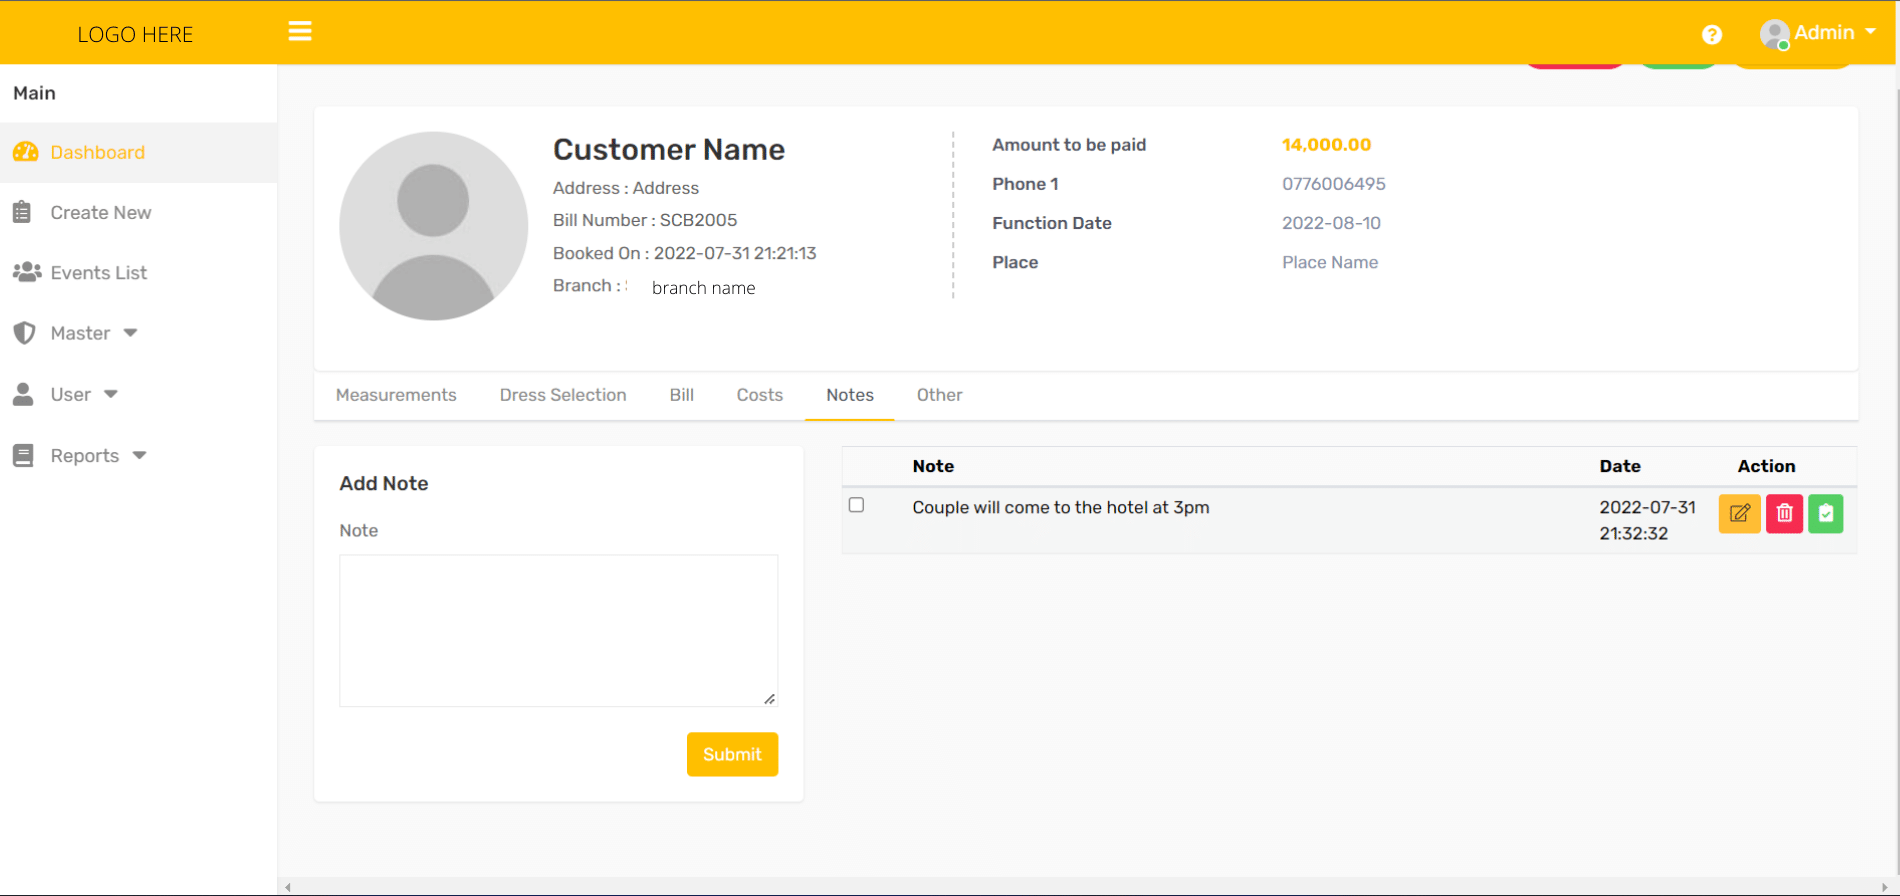 LOGO HERE
Admin
Main
Dashboard
Create New
Events List
Master
User
Reports
Customer Name
Address : Address
Bill Number : SCB2005
Booked On : 2022-07-31 21:21:13
Branch : branch name
Amount to be paid 14,000.00
Phone 1 0776006495
Function Date 2022-08-10
Place Place Name
Measurements Dress Selection Bill Costs Notes Other
Add Note
Note
Submit
Note Date Action
Couple will come to the hotel at 3pm 2022-07-31
21:32:32